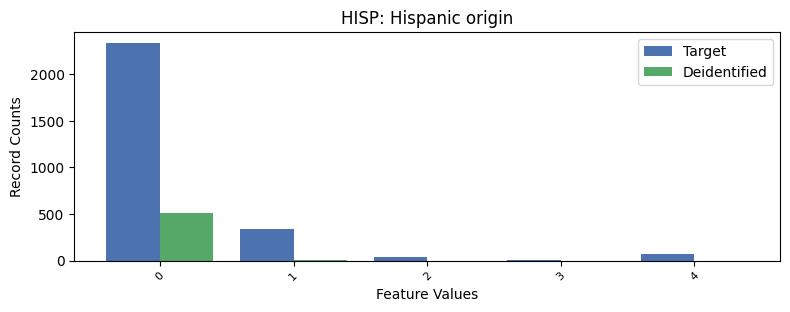 HISP: Hispanic origin
Target
Deidentified
Record Counts
2000
1500
1000
500
0
0
1
2
3
4
Feature Values